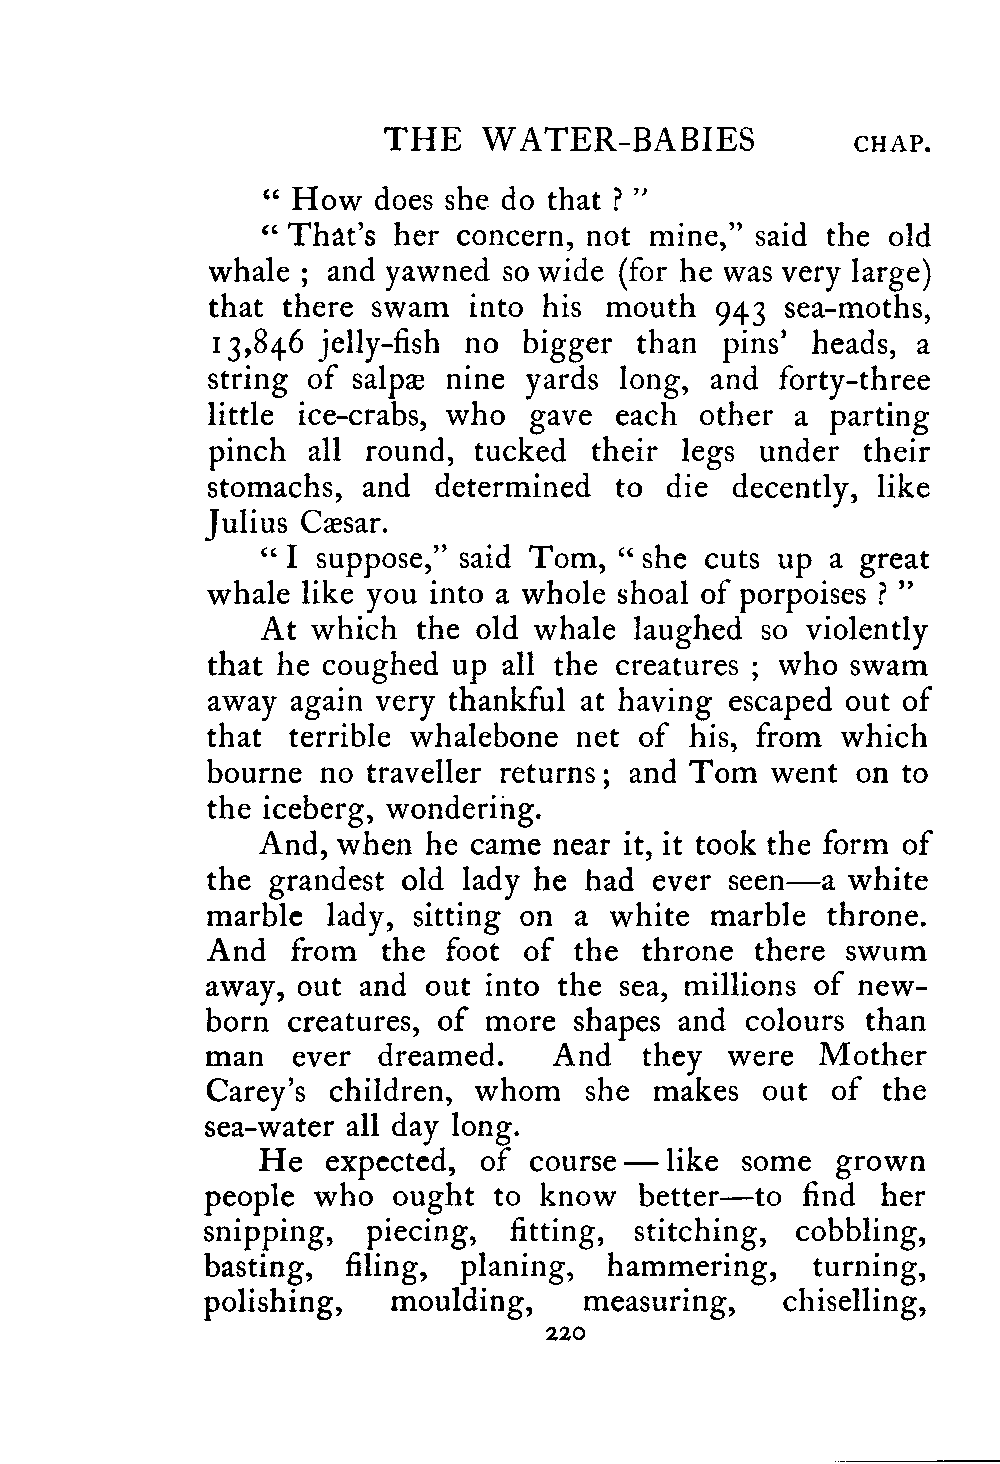 THE WATER-BABIES CHAP.
“ How does she do that ? ”
“ That's her concern, not mine,” said the old
whale ; and yawned so wide (for he was very large)
that there swam into his mouth 943 sea-moths,
13,846 jelly-fish no bigger than pins' heads, a
string of salpæ nine yards long, and forty-three
little ice-crabs, who gave each other a parting
pinch all round, tucked their legs under their
stomachs, and determined to die decently, like
Julius Cæsar.
“ I suppose,” said Tom, “ she cuts up a great
whale like you into a whole shoal of porpoises ? ”
At which the old whale laughed so violently
that he coughed up all the creatures ; who swam
away again very thankful at having escaped out of
that terrible whalebone net of his, from which
bourne no traveller returns ; and Tom went on to
the iceberg, wondering.
And, when he came near it, it took the form of
the grandest old lady he had ever seen—a white
marble lady, sitting on a white marble throne.
And from the foot of the throne there swum
away, out and out into the sea, millions of new-
born creatures, of more shapes and colours than
man ever dreamed. And they were Mother
Carey's children, whom she makes out of the
sea-water all day long.
He expected, of course — like some grown
people who ought to know better—to find her
snipping, piecing, fitting, stitching, cobbling,
basting, filing, planing, hammering, turning,
polishing, moulding, measuring, chiselling,
220